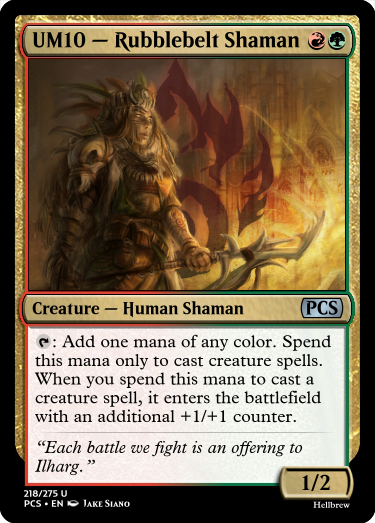 UM10 — Rubblebelt Shaman
Creature — Human Shaman
PCS
: Add one mana of any color. Spend
this mana only to cast creature spells.
When you spend this mana to cast a
creature spell, it enters the battlefield
with an additional +1/+1 counter.
“Each battle we fight is an offering to
Ilharg.”
1/2
218/275 U
PCS • EN Jake Siano
Hellbrew